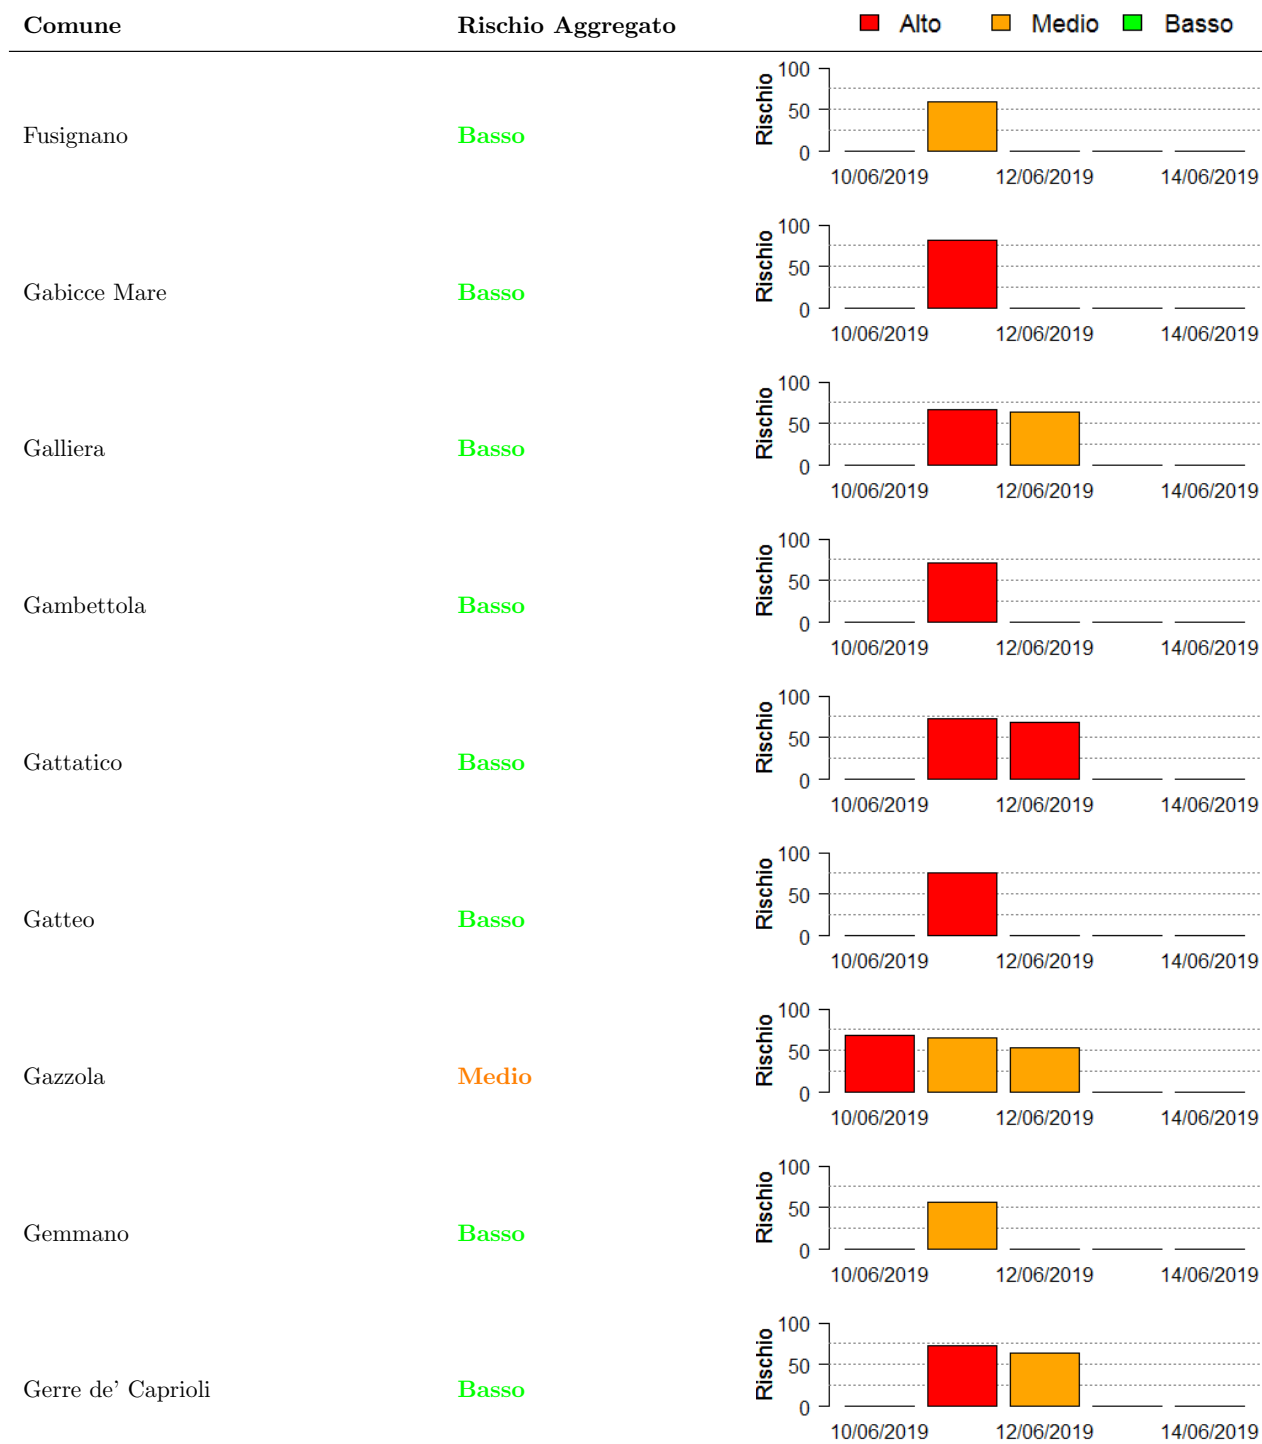 Comune Rischio Aggregato Alto Medio Basso
Fusignano Basso Rischio 100 50 0
10/06/2019 12/06/2019 14/06/2019
Gabicce Mare Basso Rischio 100 50 0
10/06/2019 12/06/2019 14/06/2019
Galliera Basso Rischio 100 50 0
10/06/2019 12/06/2019 14/06/2019
Gambettola Basso Rischio 100 50 0
10/06/2019 12/06/2019 14/06/2019
Gattatico Basso Rischio 100 50 0
10/06/2019 12/06/2019 14/06/2019
Gatteo Basso Rischio 100 50 0
10/06/2019 12/06/2019 14/06/2019
Gazzola Medio Rischio 100 50 0
10/06/2019 12/06/2019 14/06/2019
Gemmano Basso Rischio 100 50 0
10/06/2019 12/06/2019 14/06/2019
Gerre de' Caprioli Basso Rischio 100 50 0
10/06/2019 12/06/2019 14/06/2019